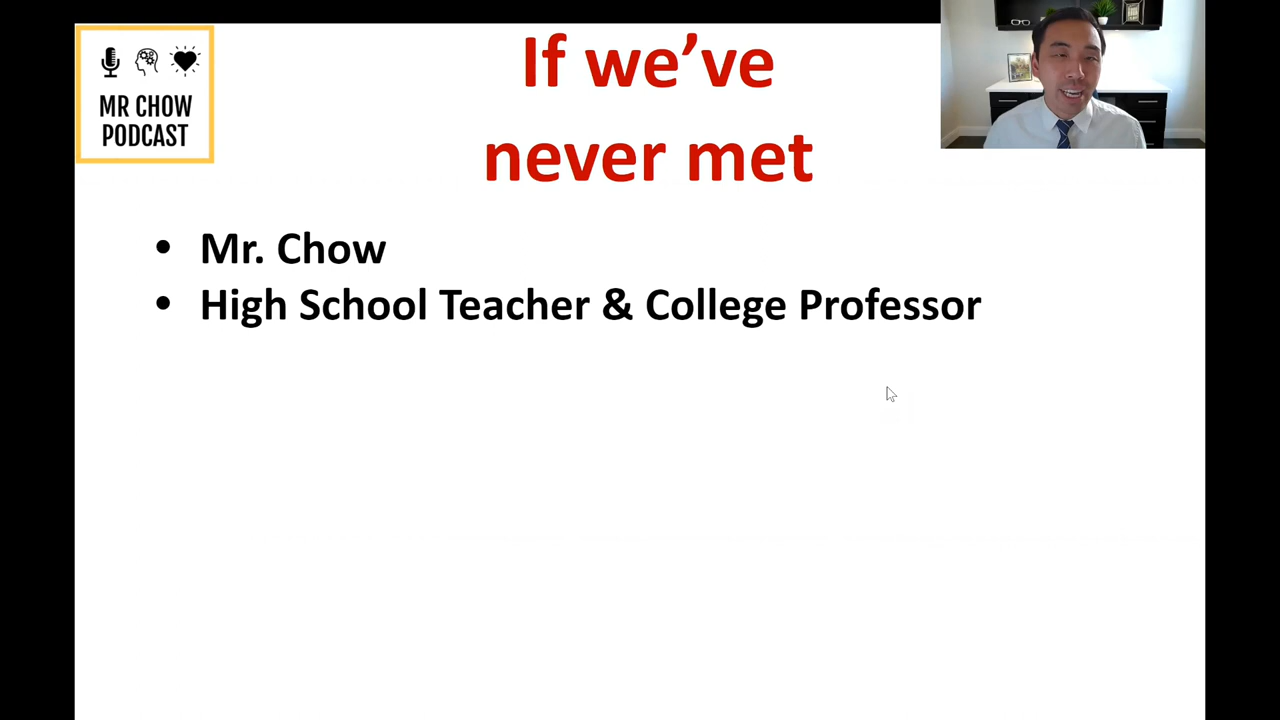 MR CHOW
PODCAST
If we’ve
never met
• Mr. Chow
• High School Teacher & College Professor